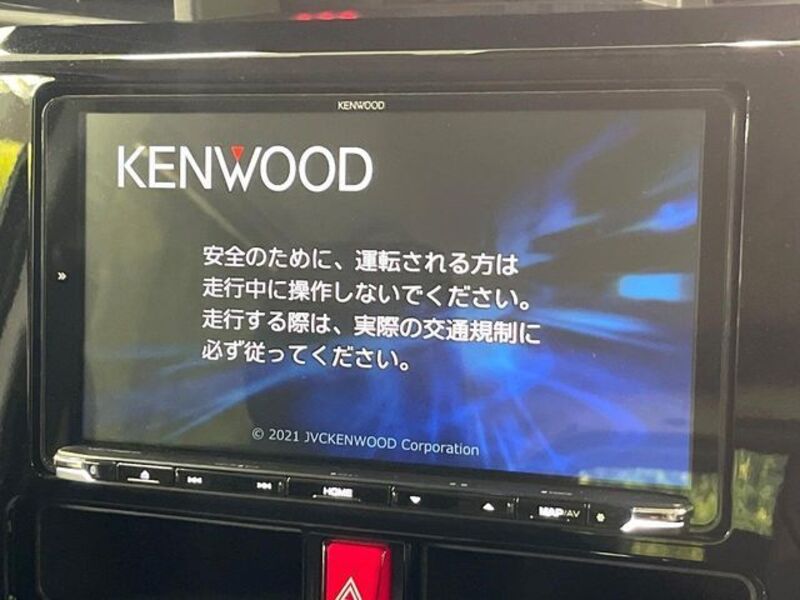 KENWOOD
KENWOOD
安全のために、運転される方は
走行中に操作しないでください。
走行する際は、実際の交通規制に
必ず従ってください。
© 2021 JVCKENWOOD Corporation
HOME
MAP/AV